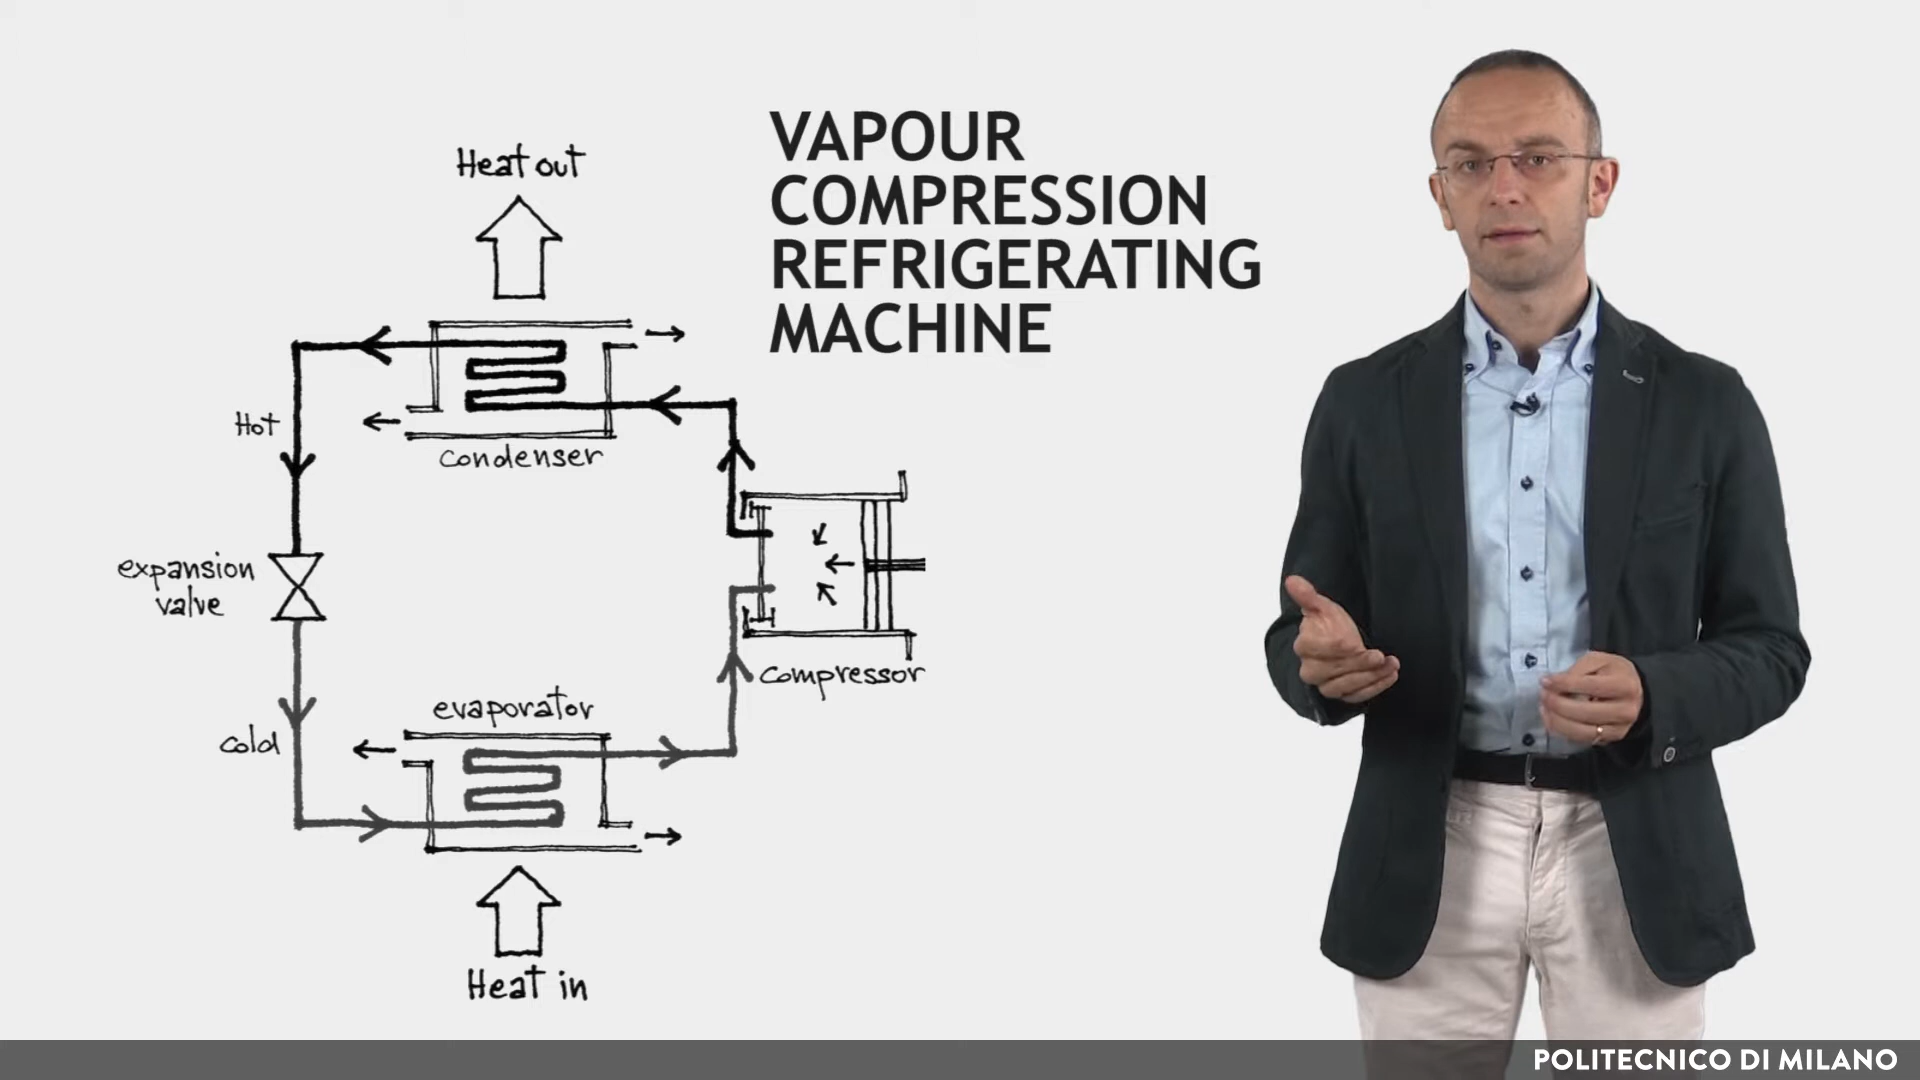 VAPOUR
COMPRESSION
REFRIGERATING
MACHINE
Heat out
Hot
condenser
expansion
valve
compressor
evaporator
cold
Heat in
POLITECNICO DI MILANO